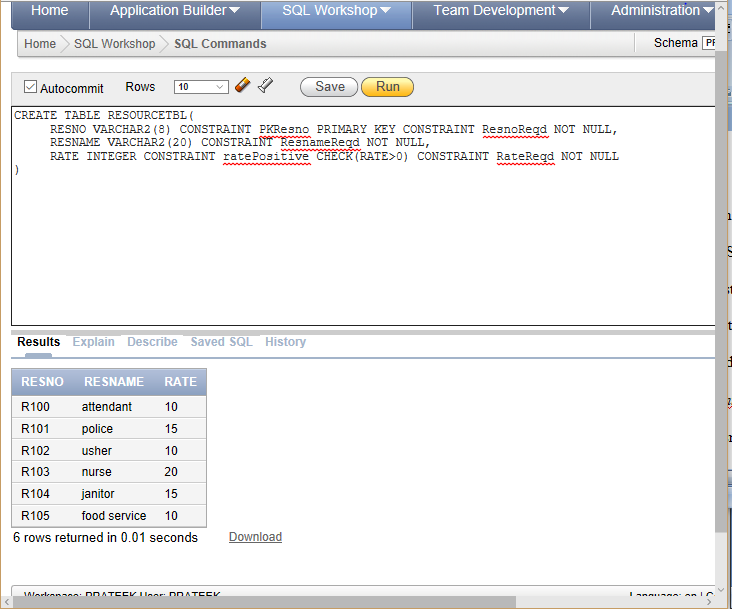 Home Application Builder SQL Workshop Team Development Administration
Home SQL Workshop SQL Commands Schema
Autocommit Rows 10 Save Run
CREATE TABLE RESOURCETBL(
RESNO VARCHAR2(8) CONSTRAINT PKResno PRIMARY KEY CONSTRAINT ResnoReqd NOT NULL,
RESNAME VARCHAR2(20) CONSTRAINT ResnameReqd NOT NULL,
RATE INTEGER CONSTRAINT ratePositive CHECK(RATE>0) CONSTRAINT RateReqd NOT NULL
)
Results Explain Describe Saved SQL History
RESNO RESNAME RATE
R100 attendant 10
R101 police 15
R102 usher 10
R103 nurse 20
R104 janitor 15
R105 food service 10
6 rows returned in 0.01 seconds Download
Workspace: PRATEEK User: PRATEEK Language: en